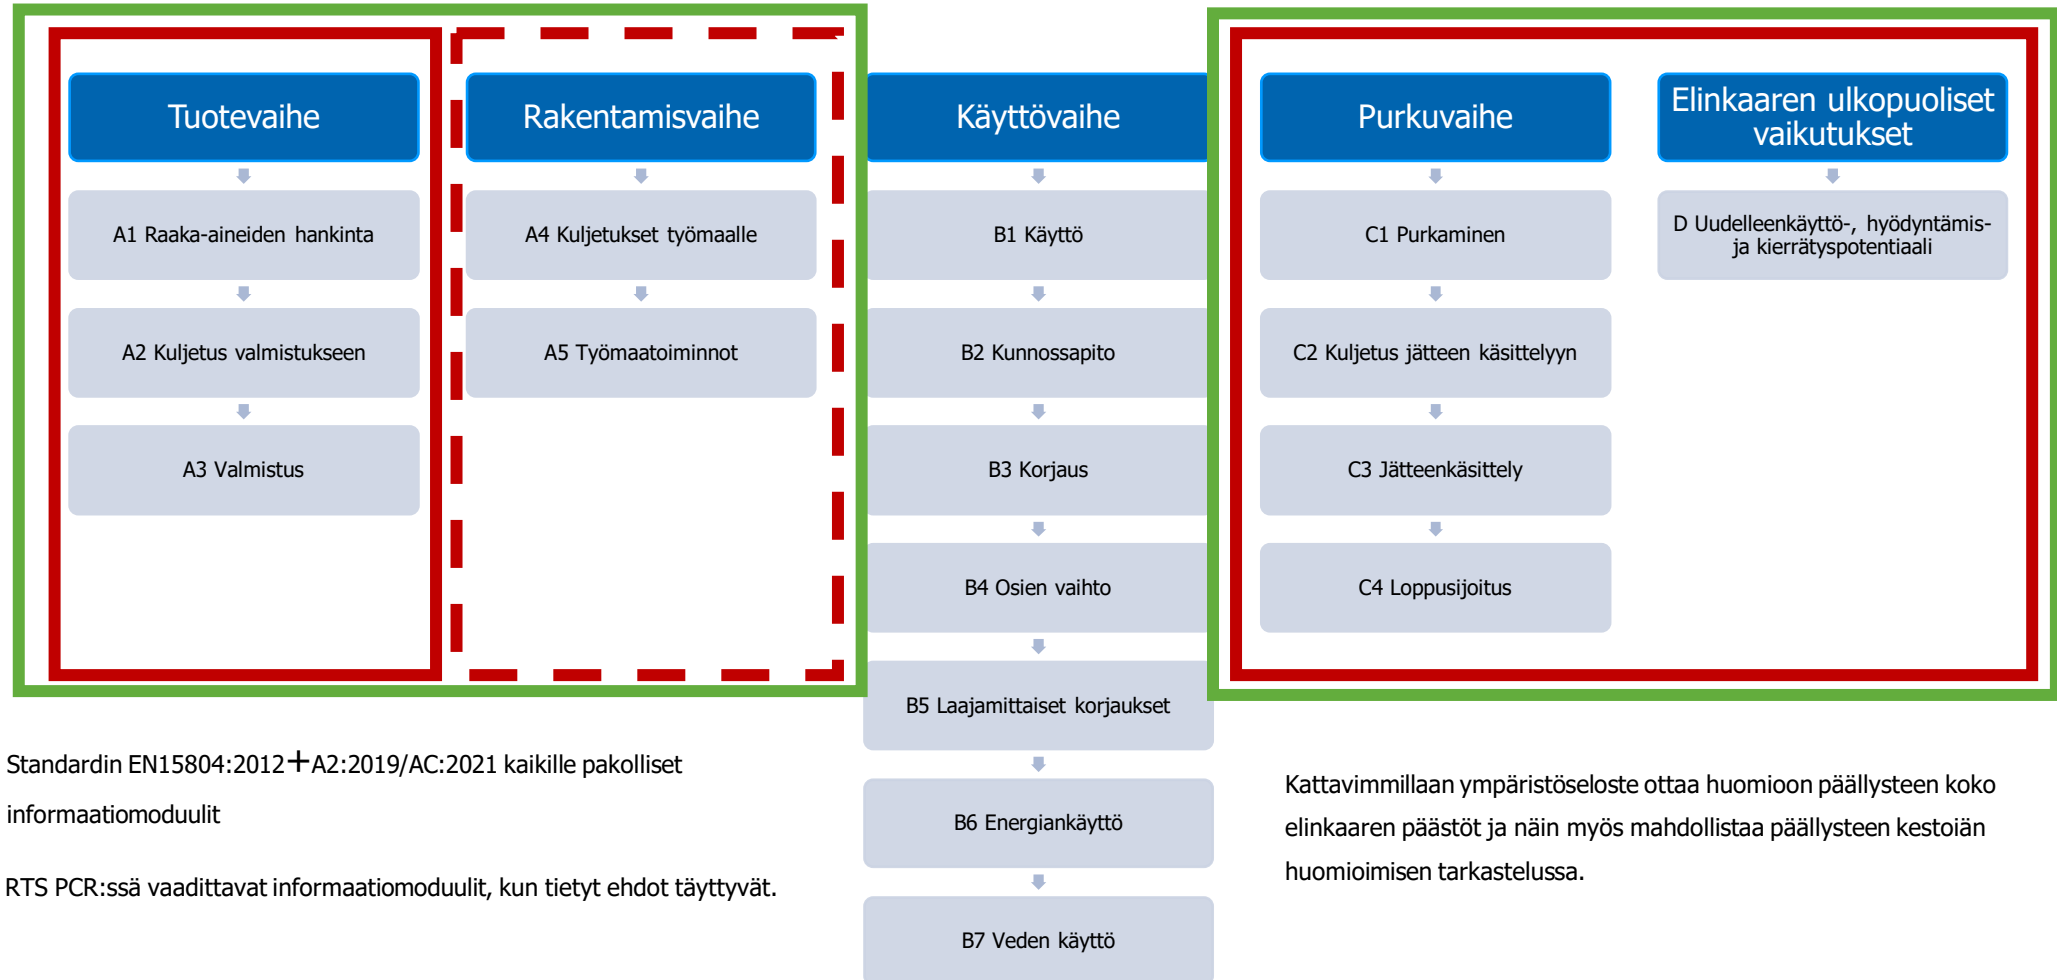 Tuotevaihe
A1 Raaka-aineiden hankinta
A2 Kuljetus valmistukseen
A3 Valmistus
Rakentamisvaihe
A4 Kuljetukset työmaalle
A5 Työmaatoiminnot
Käyttövaihe
B1 Käyttö
B2 Kunnossapito
B3 Korjaus
B4 Osien vaihto
B5 Laajamittaiset korjaukset
B6 Energiankäyttö
B7 Veden käyttö
Purkuvaihe
C1 Purkaminen
C2 Kuljetus jätteen käsittelyyn
C3 Jätteenkäsittely
C4 Loppusijoitus
Elinkaaren ulkopuoliset
vaikutukset
D Uudelleenkäyttö-, hyödyntämis-
ja kierrätyspotentiaali
Standardin EN15804:2012+A2:2019/AC:2021 kaikille pakolliset
informaatiomoduulit
RTS PCR:ssä vaadittavat informaatiomoduulit, kun tietyt ehdot täyttyvät.
Kattavimmillaan ympäristöseloste ottaa huomioon päällysteen koko
elinkaaren päästöt ja näin myös mahdollistaa päällysteen kestoiän
huomioimisen tarkastelussa.